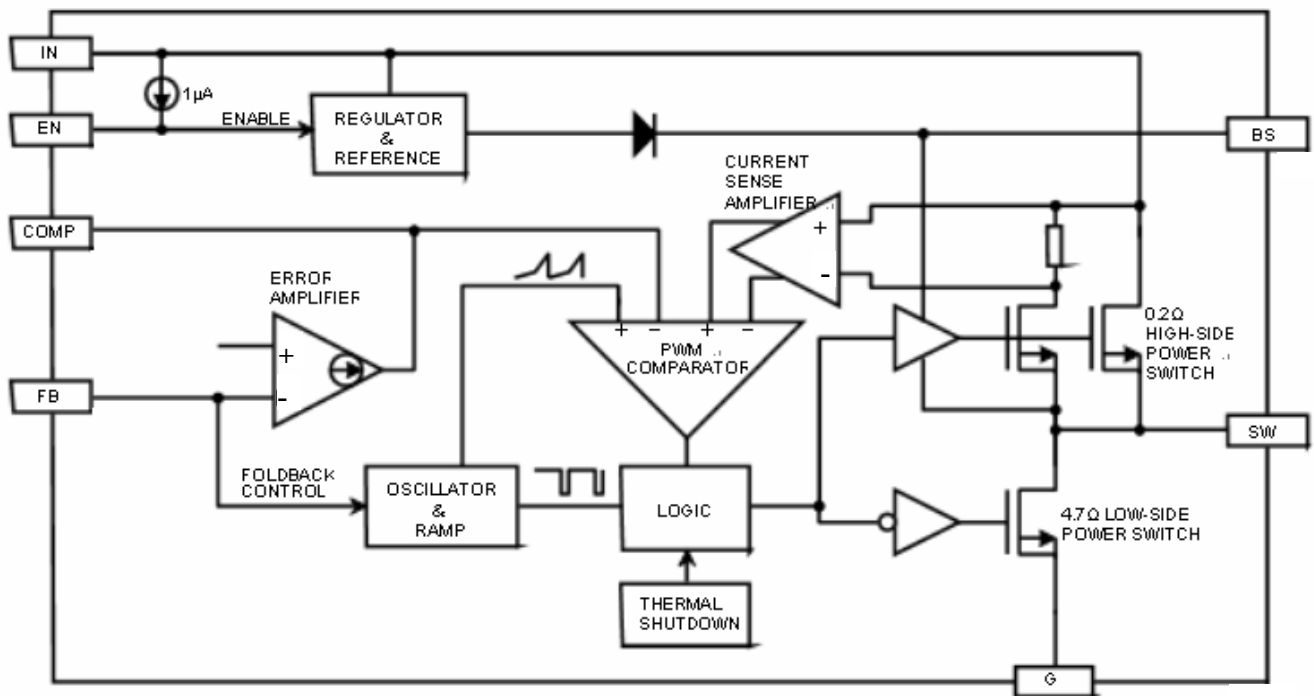 IN
1µA
EN
ENABLE
REGULATOR
&
REFERENCE
BS
CURRENT
SENSE
AMPLIFIER
+
-
COMP
ERROF
AMPLIFIER
+
-
+ - + -
PWM
COMPARATOR
0.2Ω
HIGH-SIDE
POWER
SWITCH
FB
SW
FOLDBACK
CONTROL
OSCILLATOR
&
RAMP
LOGIC
4.7Ω LOW-SIDE
POWER SWITCH
THERMAL
SHUTDOWN
G